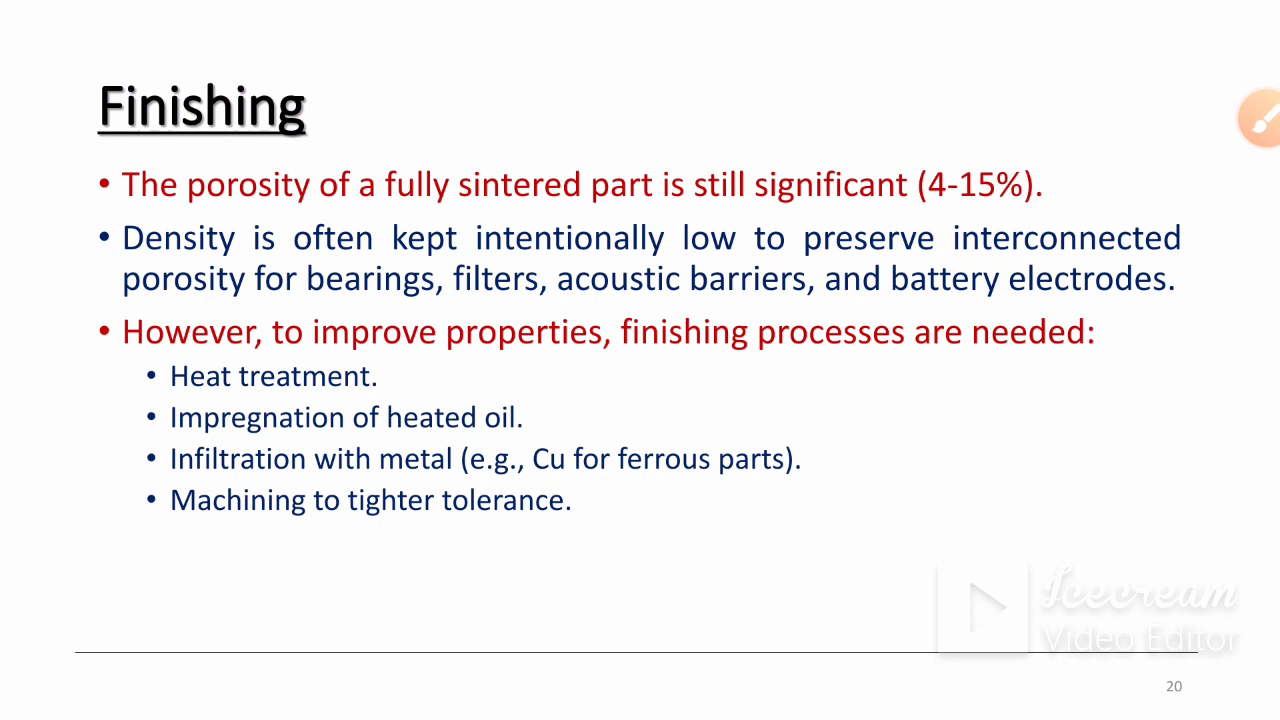 Finishing
• The porosity of a fully sintered part is still significant (4-15%).
• Density is often kept intentionally low to preserve interconnected
porosity for bearings, filters, acoustic barriers, and battery electrodes.
• However, to improve properties, finishing processes are needed:
• Heat treatment.
• Impregnation of heated oil.
• Infiltration with metal (e.g., Cu for ferrous parts).
• Machining to tighter tolerance.
Icecream
Video Editor
20